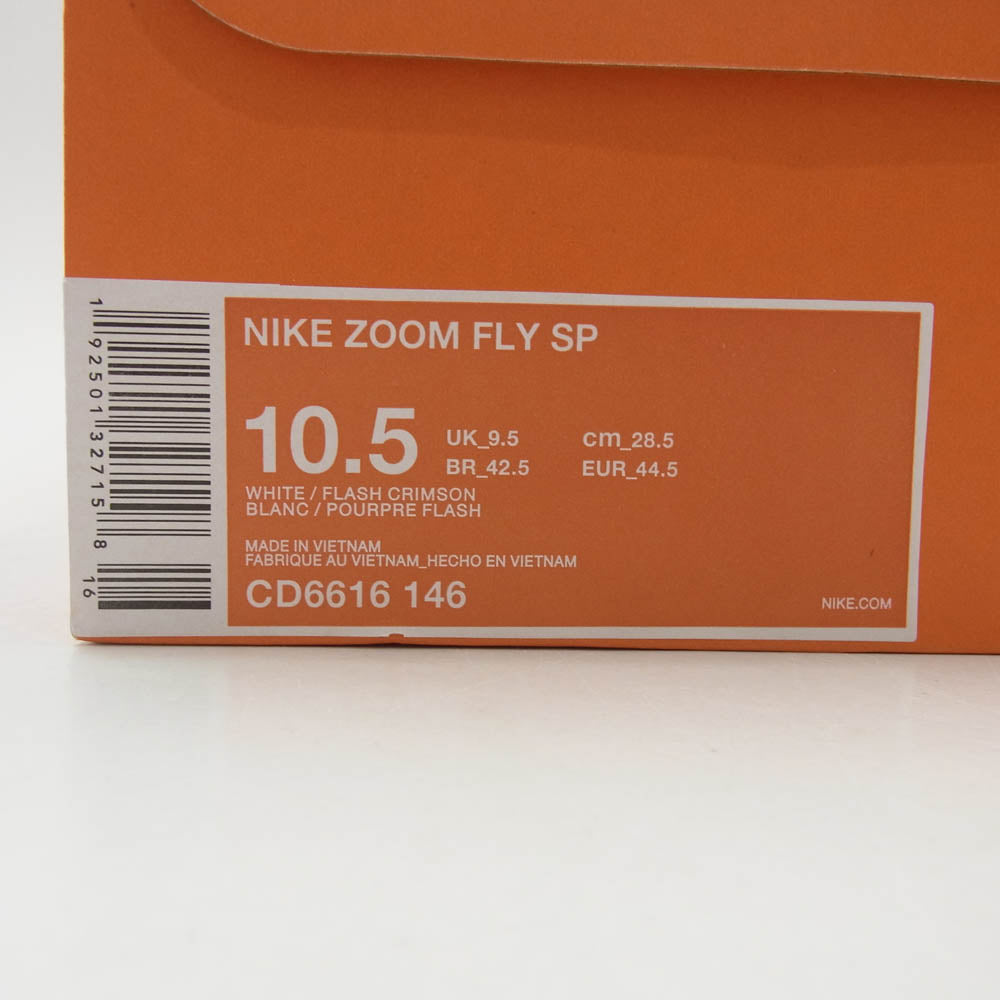 NIKE ZOOM FLY SP
10.5 UK_9.5 cm_28.5
BR_42.5 EUR_44.5
WHITE / FLASH CRIMSON
BLANC / POURPRE FLASH
MADE IN VIETNAM
FABRIQUE AU VIETNAM_HECHO EN VIETNAM
CD6616 146
NIKE.COM
1 92501 32715 8
16